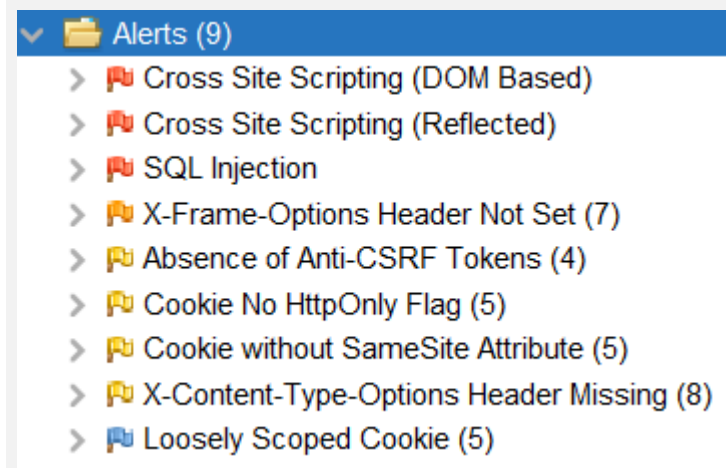 Alerts (9)
Cross Site Scripting (DOM Based)
Cross Site Scripting (Reflected)
SQL Injection
X-Frame-Options Header Not Set (7)
Absence of Anti-CSRF Tokens (4)
Cookie No HttpOnly Flag (5)
Cookie without SameSite Attribute (5)
X-Content-Type-Options Header Missing (8)
Loosely Scoped Cookie (5)